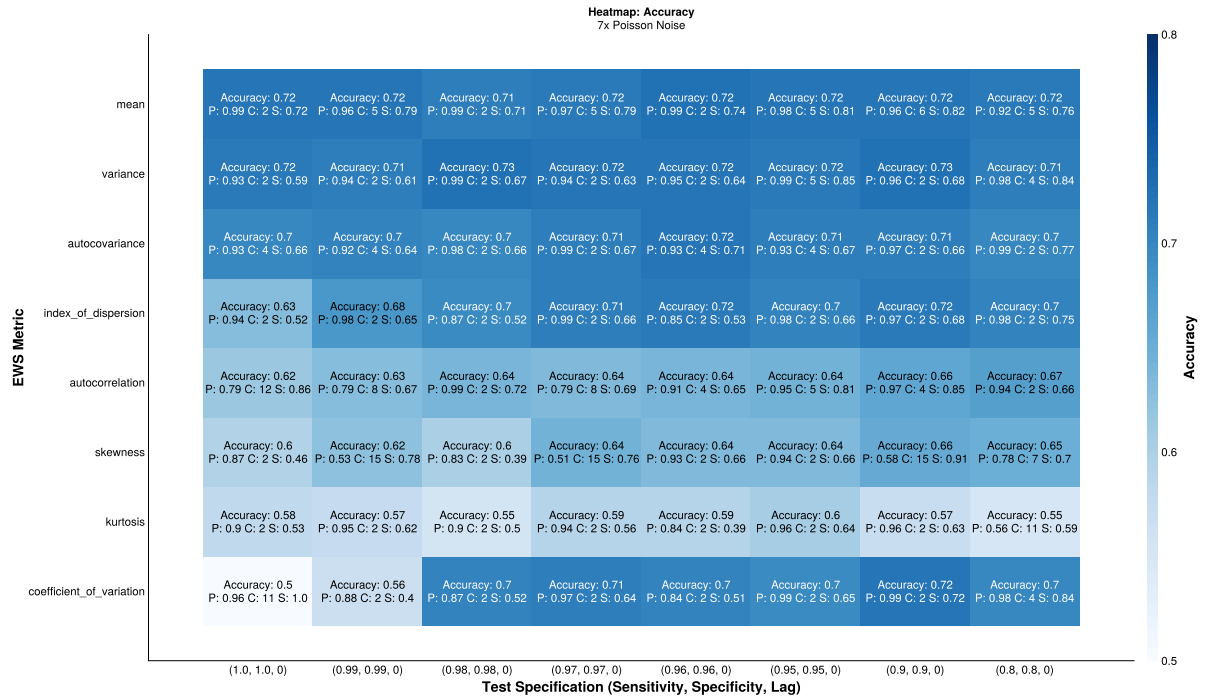 Heatmap: Accuracy
7x Poisson Noise
EWS Metric
mean
Accuracy: 0.72
P: 0.99 C: 2 S: 0.72
Accuracy: 0.72
P: 0.96 C: 5 S: 0.79
Accuracy: 0.71
P: 0.99 C: 2 S: 0.71
Accuracy: 0.72
P: 0.97 C: 5 S: 0.79
Accuracy: 0.72
P: 0.99 C: 2 S: 0.74
Accuracy: 0.72
P: 0.98 C: 5 S: 0.81
Accuracy: 0.72
P: 0.96 C: 6 S: 0.82
Accuracy: 0.72
P: 0.92 C: 5 S: 0.76
variance
Accuracy: 0.72
P: 0.93 C: 2 S: 0.59
Accuracy: 0.71
P: 0.94 C: 2 S: 0.61
Accuracy: 0.73
P: 0.99 C: 2 S: 0.67
Accuracy: 0.72
P: 0.94 C: 2 S: 0.63
Accuracy: 0.72
P: 0.95 C: 2 S: 0.64
Accuracy: 0.72
P: 0.99 C: 5 S: 0.85
Accuracy: 0.73
P: 0.96 C: 2 S: 0.68
Accuracy: 0.71
P: 0.98 C: 4 S: 0.84
autocovariance
Accuracy: 0.7
P: 0.93 C: 4 S: 0.66
Accuracy: 0.7
P: 0.92 C: 4 S: 0.64
Accuracy: 0.7
P: 0.98 C: 2 S: 0.66
Accuracy: 0.71
P: 0.99 C: 2 S: 0.67
Accuracy: 0.72
P: 0.93 C: 4 S: 0.71
Accuracy: 0.71
P: 0.93 C: 4 S: 0.67
Accuracy: 0.71
P: 0.97 C: 2 S: 0.66
Accuracy: 0.7
P: 0.99 C: 2 S: 0.77
index_of_dispersion
Accuracy: 0.63
P: 0.94 C: 2 S: 0.52
Accuracy: 0.68
P: 0.98 C: 2 S: 0.65
Accuracy: 0.7
P: 0.87 C: 2 S: 0.52
Accuracy: 0.71
P: 0.99 C: 2 S: 0.66
Accuracy: 0.72
P: 0.85 C: 2 S: 0.53
Accuracy: 0.7
P: 0.98 C: 2 S: 0.66
Accuracy: 0.72
P: 0.97 C: 2 S: 0.68
Accuracy: 0.7
P: 0.98 C: 2 S: 0.75
autocorrelation
Accuracy: 0.62
P: 0.79 C: 12 S: 0.86
Accuracy: 0.63
P: 0.79 C: 8 S: 0.67
Accuracy: 0.64
P: 0.99 C: 2 S: 0.72
Accuracy: 0.64
P: 0.79 C: 8 S: 0.69
Accuracy: 0.64
P: 0.91 C: 4 S: 0.65
Accuracy: 0.64
P: 0.95 C: 5 S: 0.81
Accuracy: 0.66
P: 0.97 C: 4 S: 0.85
Accuracy: 0.67
P: 0.94 C: 2 S: 0.66
skewness
Accuracy: 0.6
P: 0.87 C: 2 S: 0.46
Accuracy: 0.62
P: 0.53 C: 15 S: 0.78
Accuracy: 0.6
P: 0.83 C: 2 S: 0.39
Accuracy: 0.64
P: 0.51 C: 15 S: 0.76
Accuracy: 0.64
P: 0.93 C: 2 S: 0.66
Accuracy: 0.64
P: 0.94 C: 2 S: 0.66
Accuracy: 0.66
P: 0.58 C: 15 S: 0.91
Accuracy: 0.65
P: 0.78 C: 7 S: 0.7
kurtosis
Accuracy: 0.58
P: 0.9 C: 2 S: 0.53
Accuracy: 0.57
P: 0.95 C: 2 S: 0.62
Accuracy: 0.55
P: 0.9 C: 2 S: 0.5
Accuracy: 0.59
P: 0.94 C: 2 S: 0.56
Accuracy: 0.59
P: 0.84 C: 2 S: 0.39
Accuracy: 0.6
P: 0.96 C: 2 S: 0.64
Accuracy: 0.57
P: 0.96 C: 2 S: 0.63
Accuracy: 0.55
P: 0.56 C: 11 S: 0.59
coefficient_of_variation
Accuracy: 0.5
P: 0.96 C: 11 S: 1.0
Accuracy: 0.56
P: 0.88 C: 2 S: 0.4
Accuracy: 0.7
P: 0.87 C: 2 S: 0.52
Accuracy: 0.71
P: 0.97 C: 2 S: 0.64
Accuracy: 0.7
P: 0.84 C: 2 S: 0.51
Accuracy: 0.7
P: 0.99 C: 2 S: 0.65
Accuracy: 0.72
P: 0.99 C: 2 S: 0.72
Accuracy: 0.7
P: 0.98 C: 4 S: 0.84
(1.0, 1.0, 0)
(0.99, 0.99, 0)
(0.98, 0.98, 0)
(0.97, 0.97, 0)
(0.96, 0.96, 0)
(0.95, 0.95, 0)
(0.9, 0.9, 0)
(0.8, 0.8, 0)
Test Specification (Sensitivity, Specificity, Lag)
0.8
0.7
0.6
0.5
Accuracy